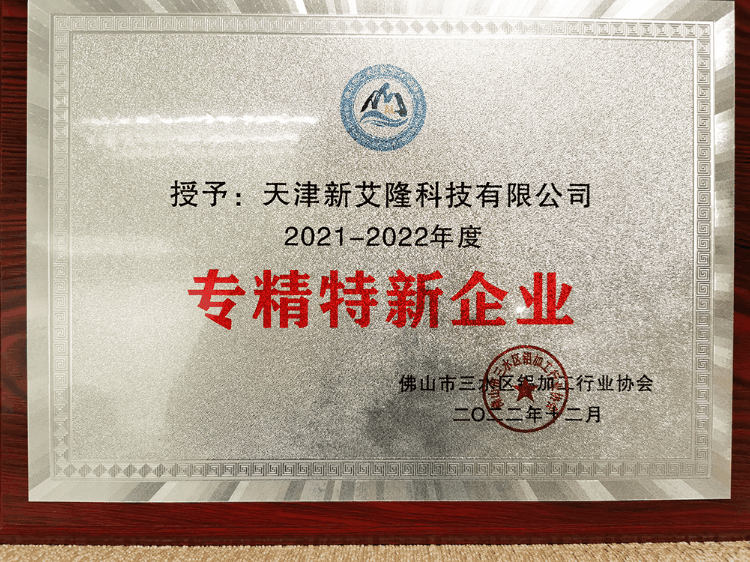 授予：天津新艾隆科技有限公司
2021-2022年度
专精特新企业
佛山市三水区铝加工行业协会
二〇二二年十二月